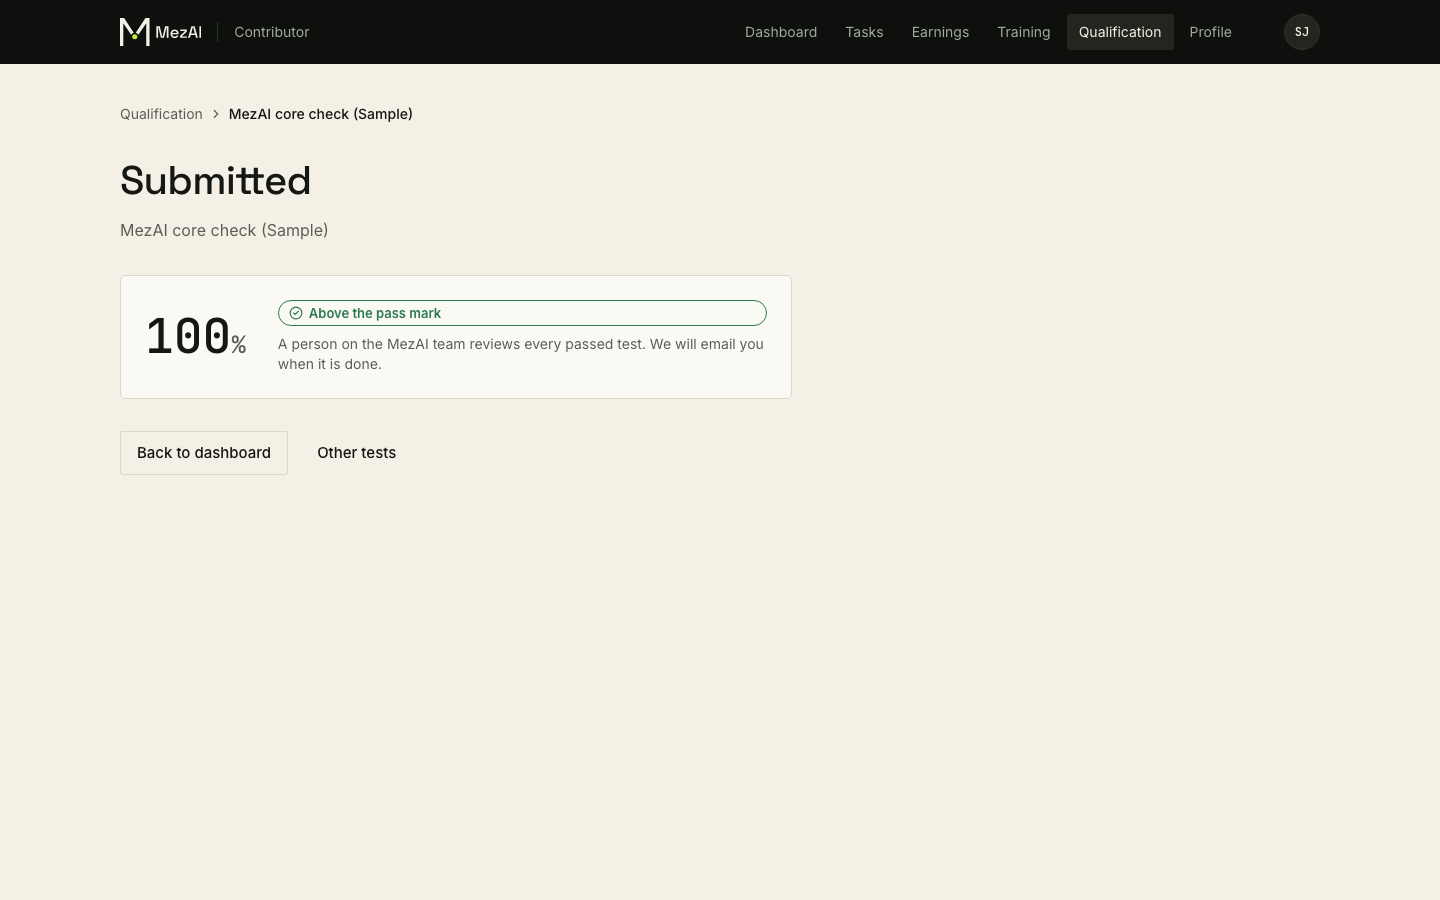 MezAI
Contributor
Dashboard
Tasks
Earnings
Training
Qualification
Profile
SJ
Qualification > MezAI core check (Sample)
Submitted
MezAI core check (Sample)
100%
Above the pass mark
A person on the MezAI team reviews every passed test. We will email you
when it is done.
Back to dashboard
Other tests